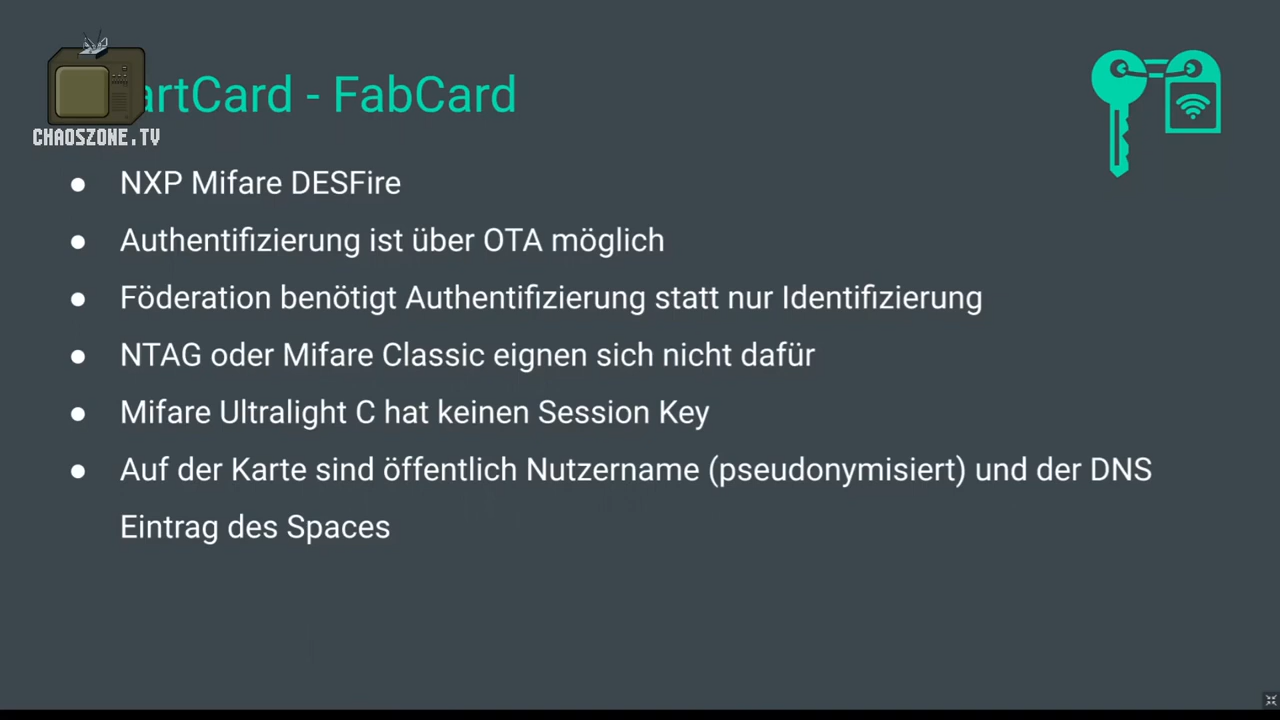 CHAOSZONE.TV
artCard - FabCard
NXP Mifare DESFire
Authentifizierung ist über OTA möglich
Föderation benötigt Authentifizierung statt nur Identifizierung
NTAG oder Mifare Classic eignen sich nicht dafür
Mifare Ultralight C hat keinen Session Key
Auf der Karte sind öffentlich Nutzername (pseudonymisiert) und der DNS
Eintrag des Spaces